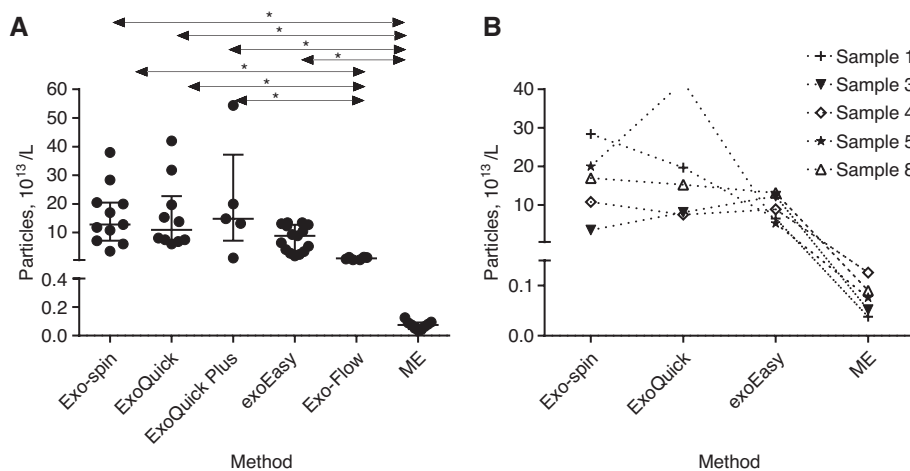 A
*
*
*
*
*
*
*
Particles, 10¹³/L
60
50
40
30
20
10
0.4
0.2
0.0
Exo-spin
ExoQuick
ExoQuick Plus
exoEasy
Exo-Flow
ME
Method
B
Particles, 10¹³/L
40
30
20
10
0.1
0.0
Exo-spin
ExoQuick
exoEasy
ME
Method
Sample 1
Sample 3
Sample 4
Sample 5
Sample 8